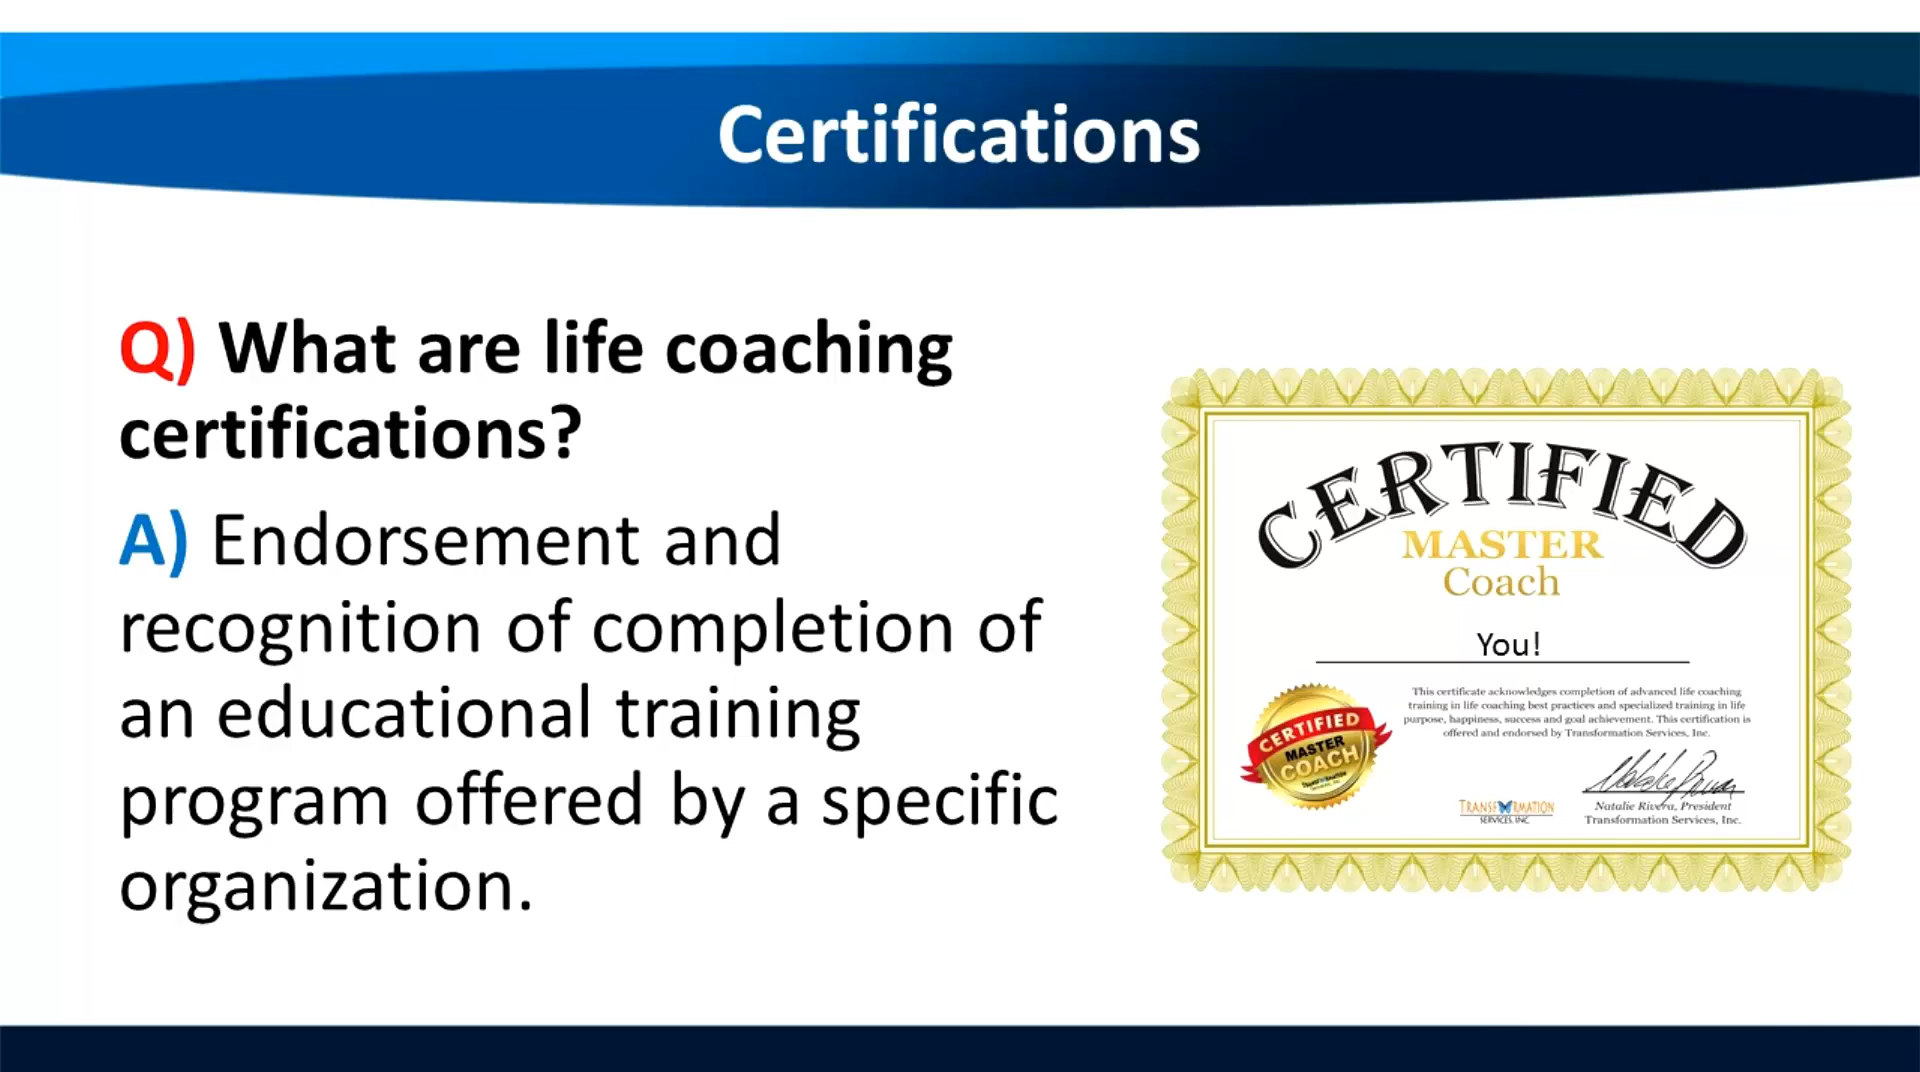 Certifications
Q) What are life coaching
certifications?
A) Endorsement and
recognition of completion of
an educational training
program offered by a specific
organization.
CERTIFIED
MASTER
Coach
You!
This certificate acknowledges completion of advanced life coaching
training in life coaching best practices and specialized training in life
purpose, happiness, success and goal achievement. This certification is
offered and endorsed by Transformation Services, Inc.
CERTIFIED
MASTER
COACH
TRANSFORMATION
SERVICES, INC
Natalie Rivera, President
Transformation Services, Inc.